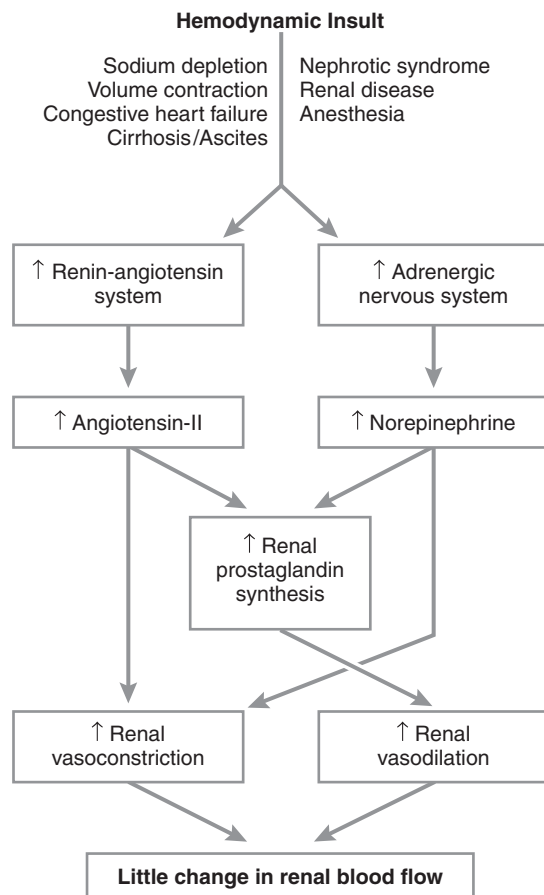 Hemodynamic Insult
Sodium depletion
Volume contraction
Congestive heart failure
Cirrhosis/Ascites
Nephrotic syndrome
Renal disease
Anesthesia
↑ Renin-angiotensin
system
↑ Adrenergic
nervous system
↑ Angiotensin-II
↑ Norepinephrine
↑ Renal
prostaglandin
synthesis
↑ Renal
vasoconstriction
↑ Renal
vasodilation
Little change in renal blood flow